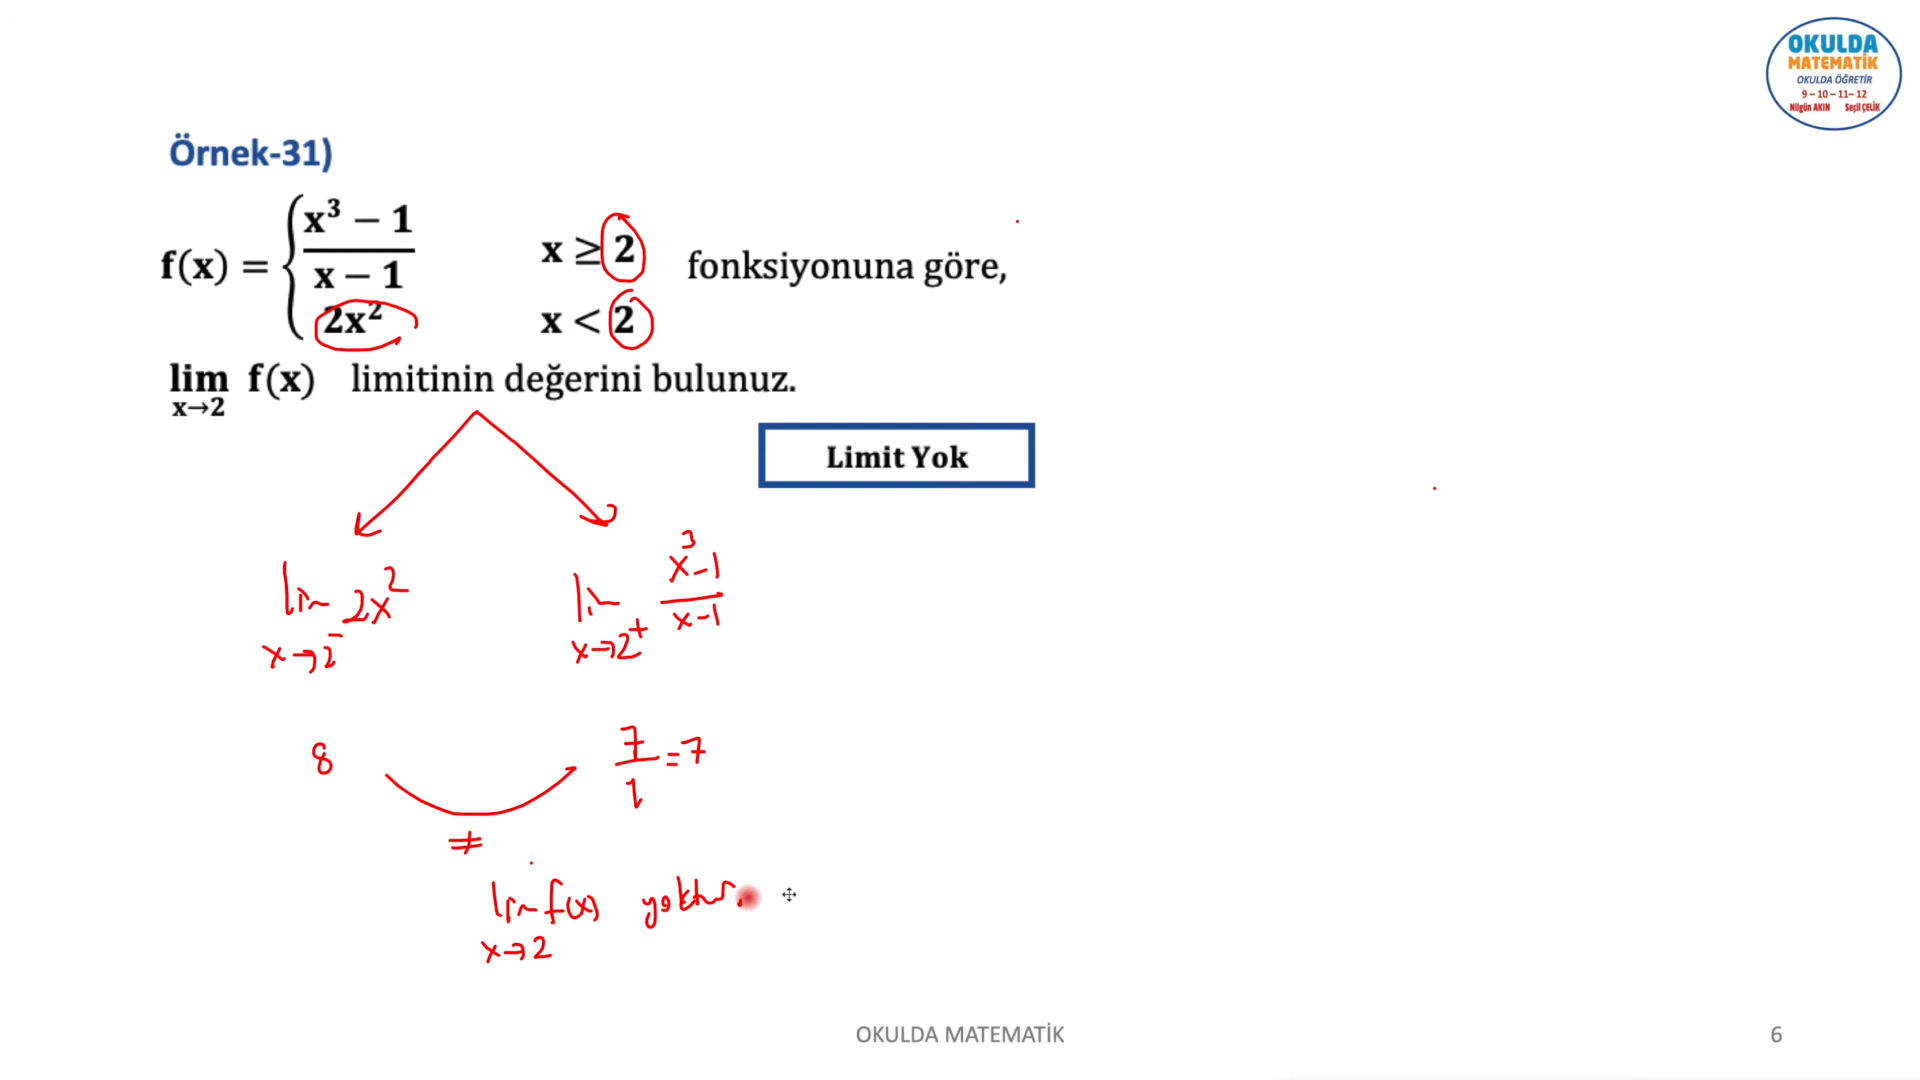 OKULDA
MATEMATİK
OKULDA ÖĞRETİR
9 – 10 – 11– 12
Nilgün AKIN Seçil ÇELİK
Örnek-31)
f(x) = { (x³ − 1)/(x − 1) x ≥ 2 fonksiyonuna göre,
2x² x < 2
lim x→2 f(x) limitinin değerini bulunuz.
Limit Yok
lim x→2⁻ 2x² lim x→2⁺ (x³-1)/(x-1)
8 7/1 = 7
≠
lim x→2 f(x) yoktur.
OKULDA MATEMATİK 6